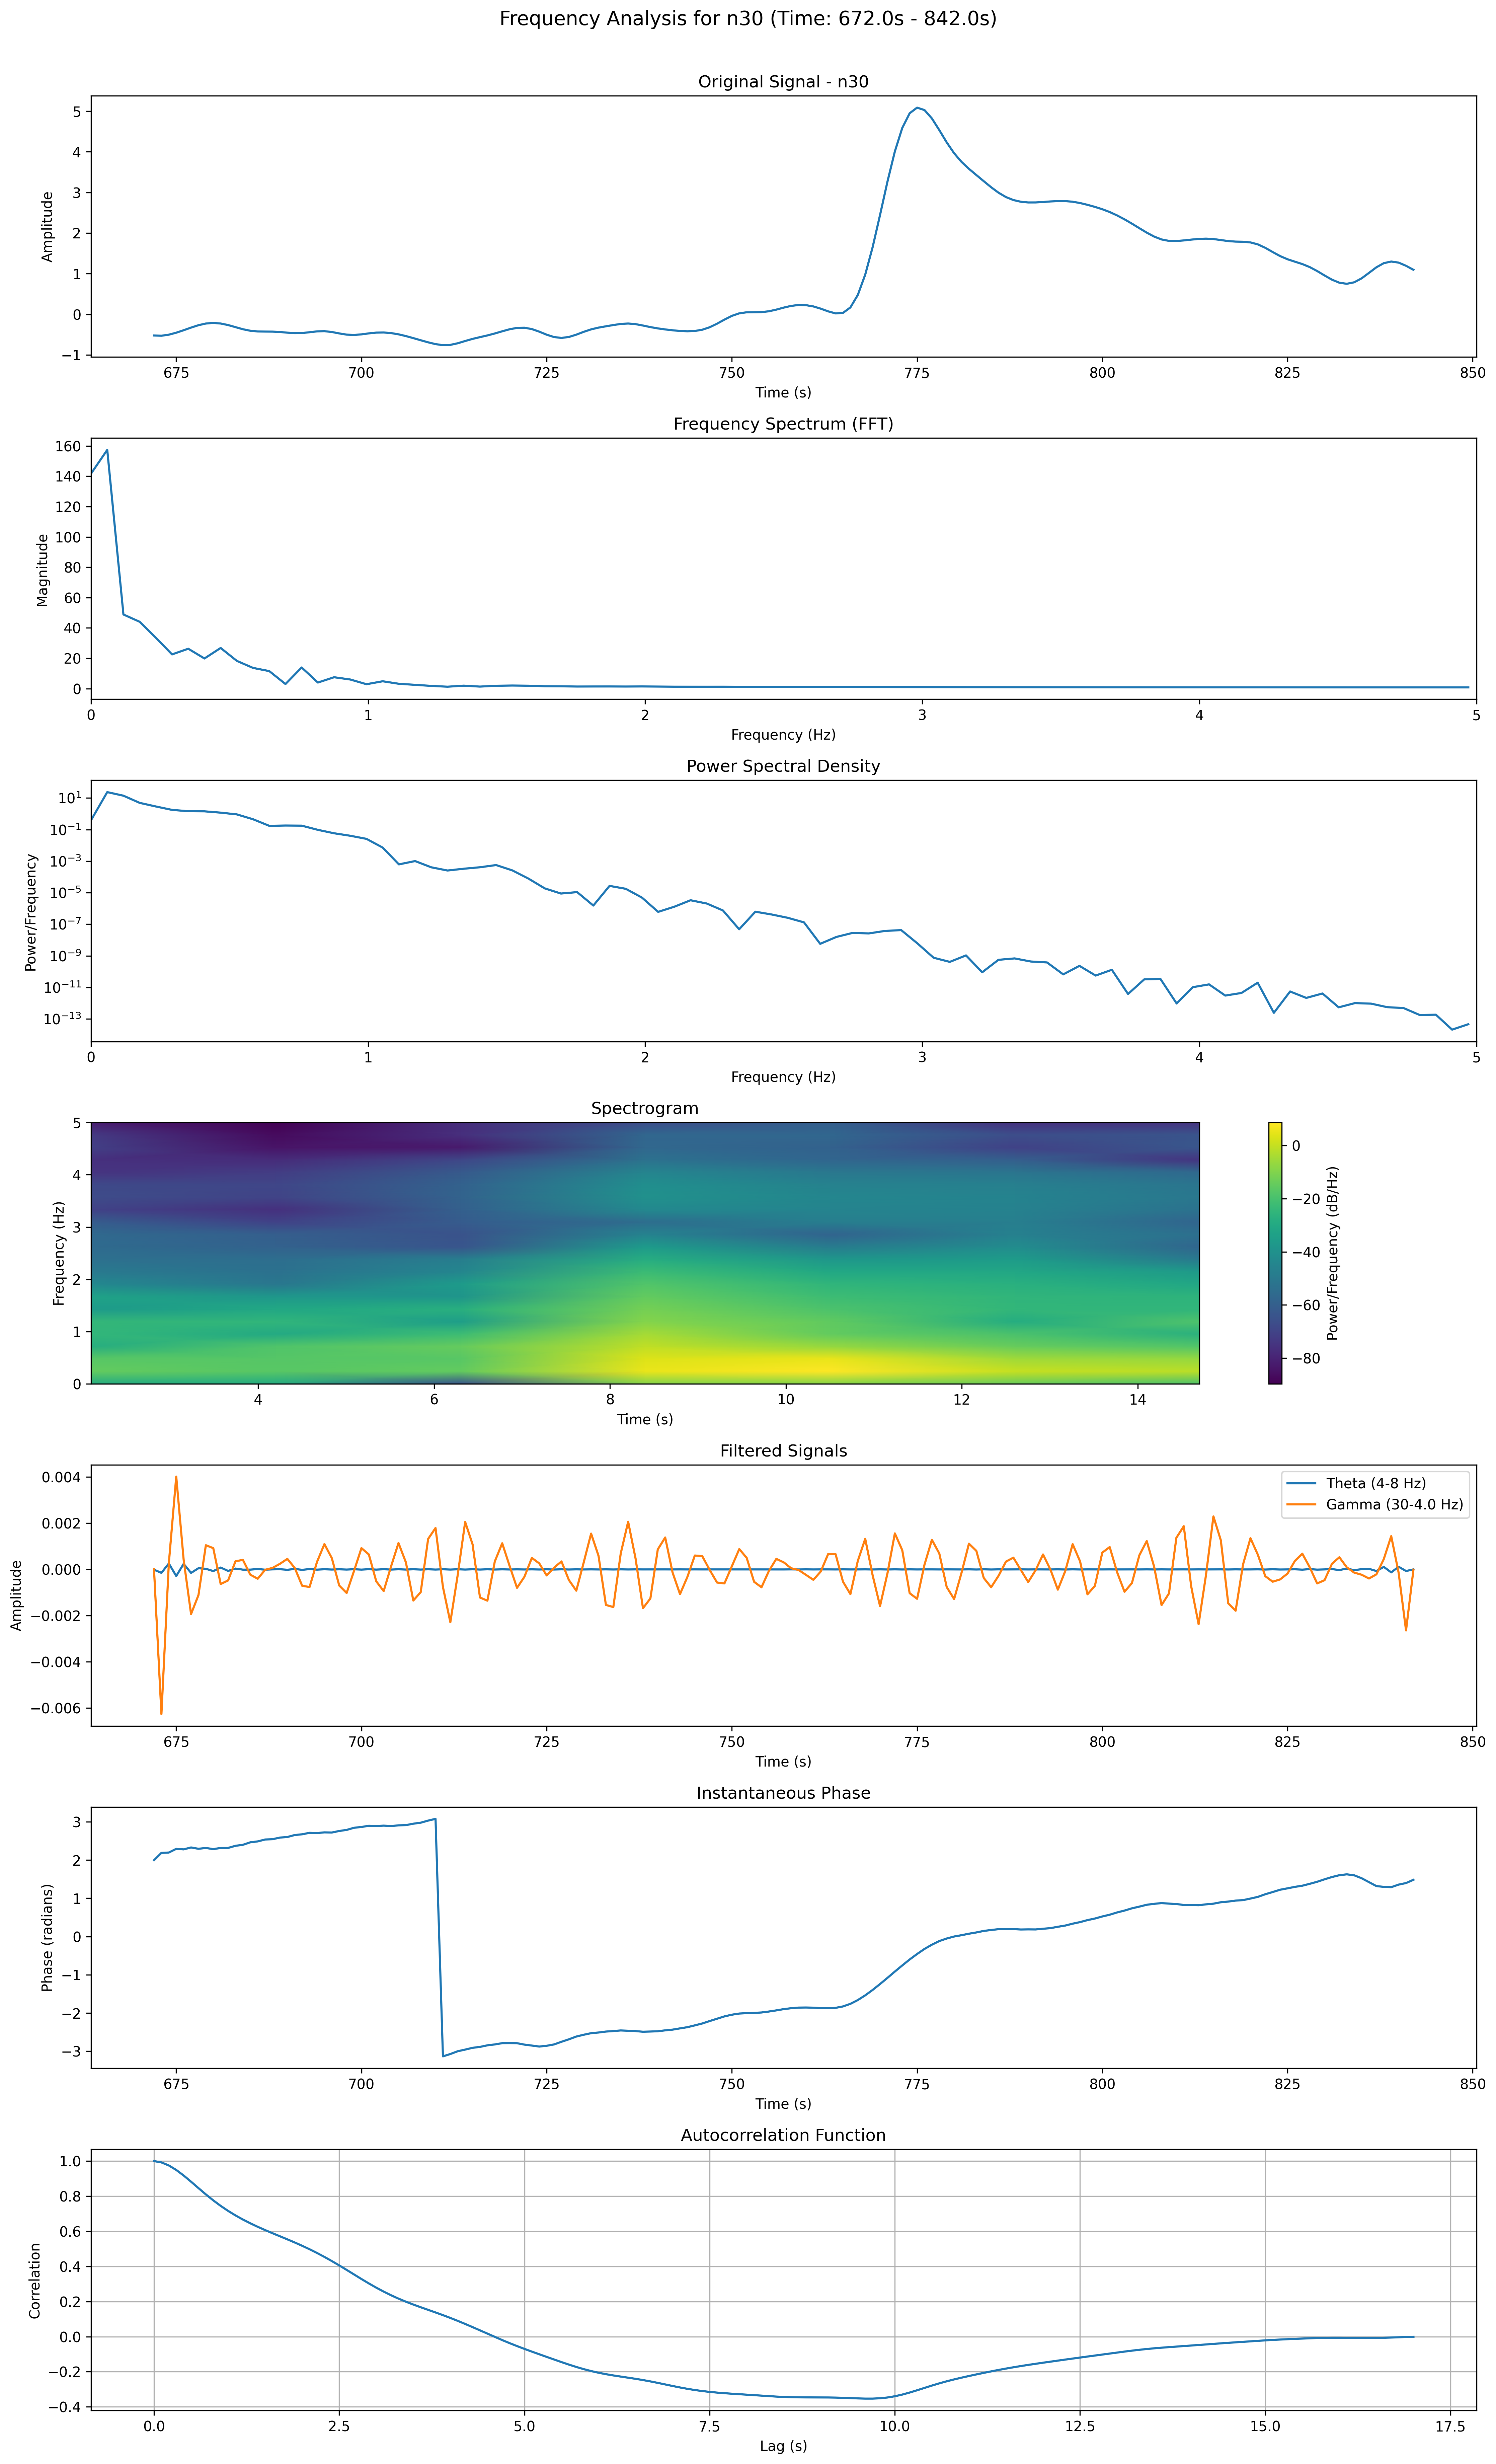 Frequency Analysis for n30 (Time: 672.0s - 842.0s)
Original Signal - n30
Amplitude
5
4
3
2
1
0
−1
675 700 725 750 775 800 825 850
Time (s)
Frequency Spectrum (FFT)
Magnitude
160
140
120
100
80
60
40
20
0
0 1 2 3 4 5
Frequency (Hz)
Power Spectral Density
Power/Frequency
10¹
10⁻¹
10⁻³
10⁻⁵
10⁻⁷
10⁻⁹
10⁻¹¹
10⁻¹³
0 1 2 3 4 5
Frequency (Hz)
Spectrogram
Frequency (Hz)
5
4
3
2
1
0
4 6 8 10 12 14
Time (s)
0
−20
−40
−60
−80
Power/Frequency (dB/Hz)
Filtered Signals
Amplitude
0.004
0.002
0.000
−0.002
−0.004
−0.006
Theta (4-8 Hz)
Gamma (30-4.0 Hz)
675 700 725 750 775 800 825 850
Time (s)
Instantaneous Phase
Phase (radians)
3
2
1
0
−1
−2
−3
675 700 725 750 775 800 825 850
Time (s)
Autocorrelation Function
Correlation
1.0
0.8
0.6
0.4
0.2
0.0
−0.2
−0.4
0.0 2.5 5.0 7.5 10.0 12.5 15.0 17.5
Lag (s)